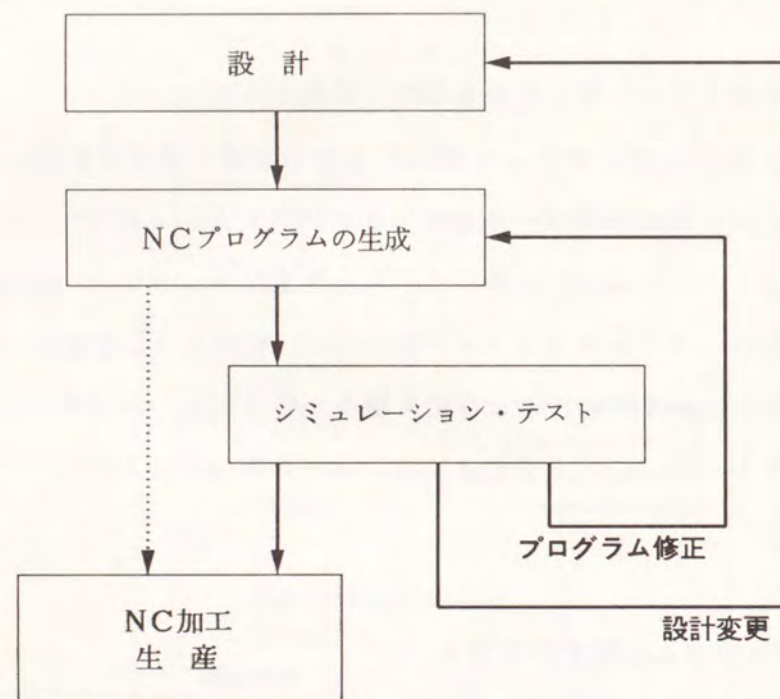 設計
NCプログラムの生成
シミュレーション・テスト
プログラム修正
NC加工
生産
設計変更